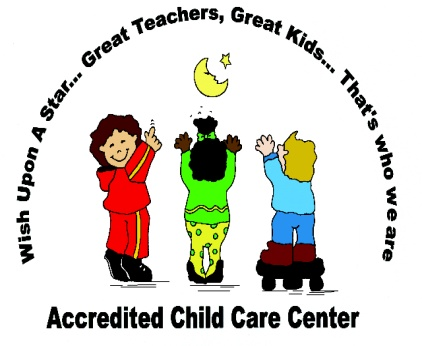 Wish Upon A Star... Great Teachers, Great Kids... That's who we are
Accredited Child Care Center